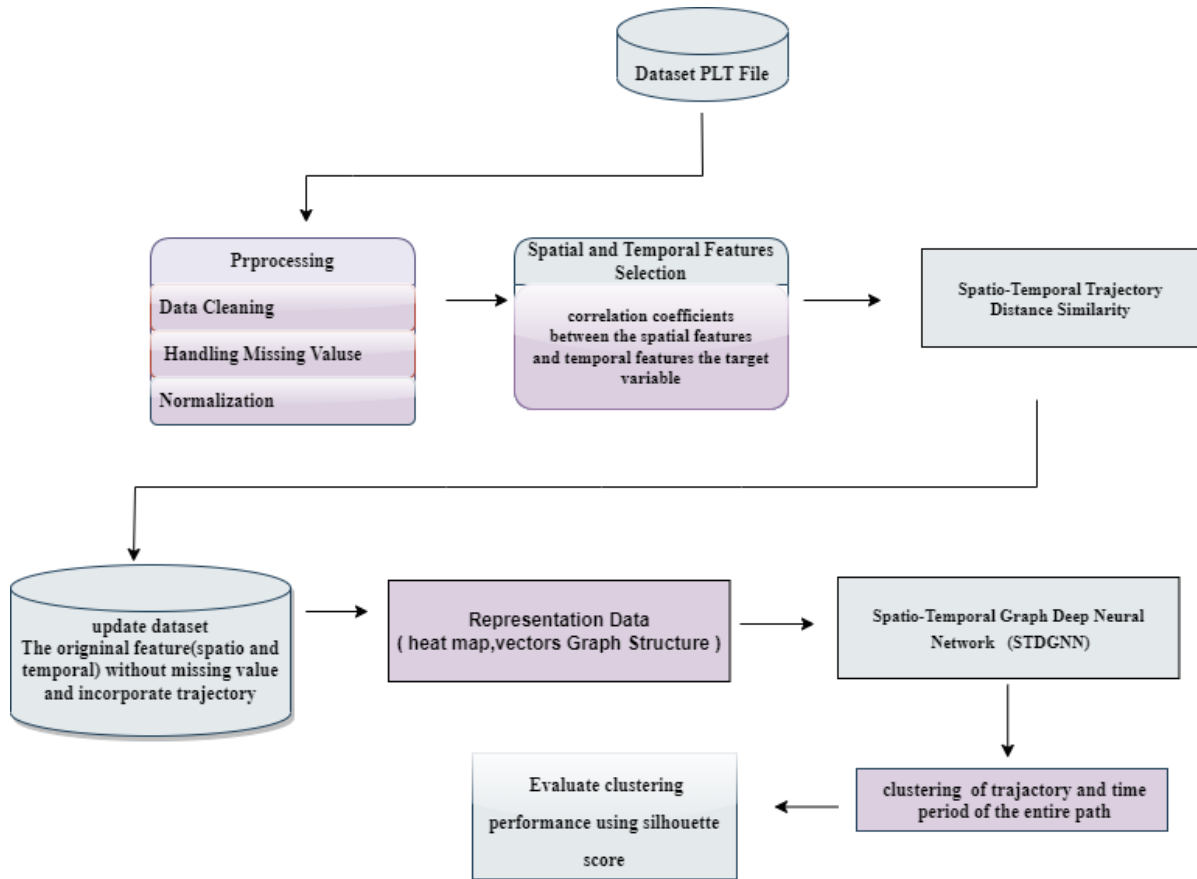 Dataset PLT File
Prprocessing
Data Cleaning
Handling Missing Valuse
Normalization
Spatial and Temporal Features
Selection
correlation coefficients
between the spatial features
and temporal features the target
variable
Spatio-Temporal Trajectory
Distance Similarity
update dataset
The origninal feature(spatio and
temporal) without missing value
and incorporate trajectory
Representation Data
( heat map,vectors Graph Structure )
Spatio-Temporal Graph Deep Neural
Network (STDGNN)
clustering of trajactory and time
period of the entire path
Evaluate clustering
performance using silhouette
score